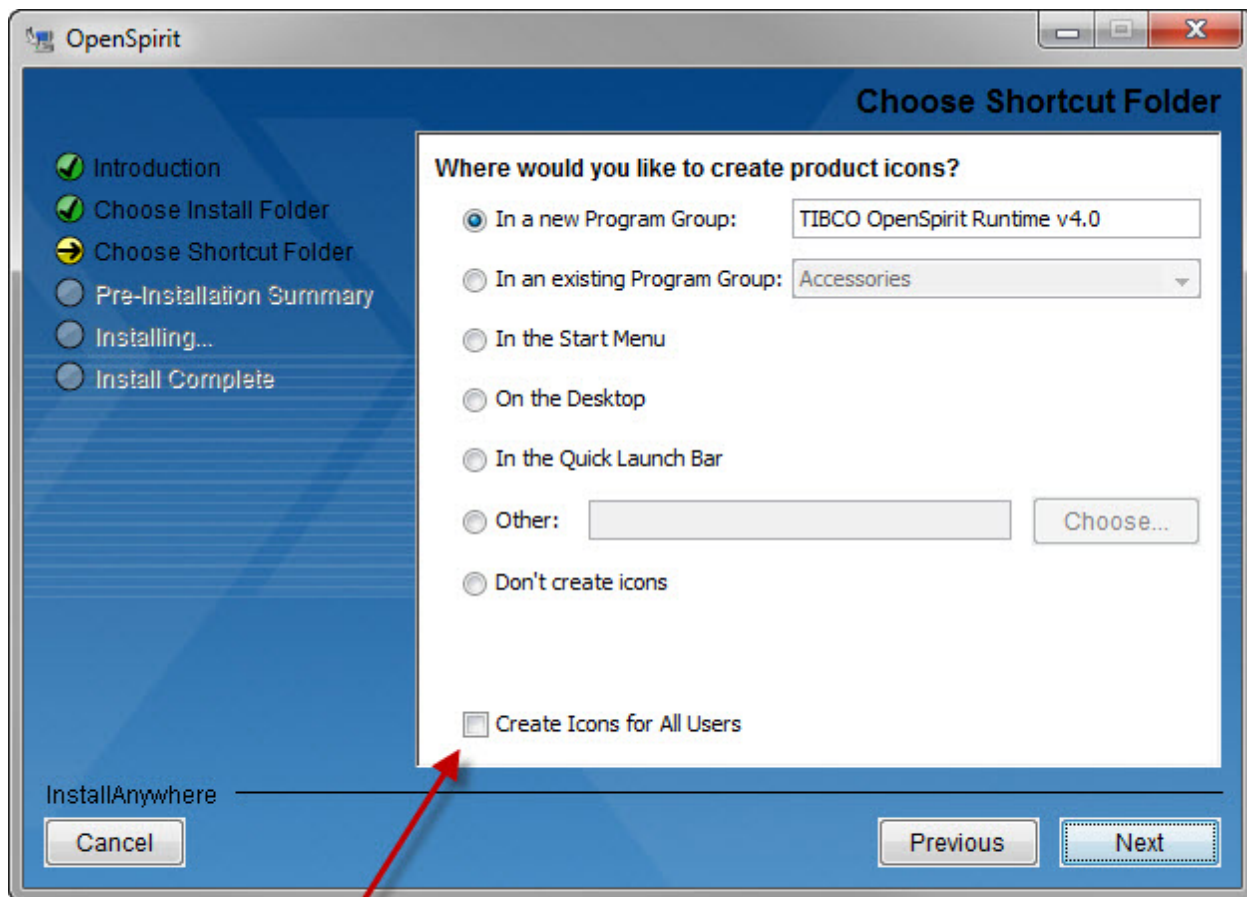 OpenSpirit
Choose Shortcut Folder
Introduction
Choose Install Folder
Choose Shortcut Folder
Pre-Installation Summary
Installing...
Install Complete
Where would you like to create product icons?
In a new Program Group: TIBCO OpenSpirit Runtime v4.0
In an existing Program Group: Accessories
In the Start Menu
On the Desktop
In the Quick Launch Bar
Other: Choose...
Don't create icons
Create Icons for All Users
InstallAnywhere
Cancel Previous Next